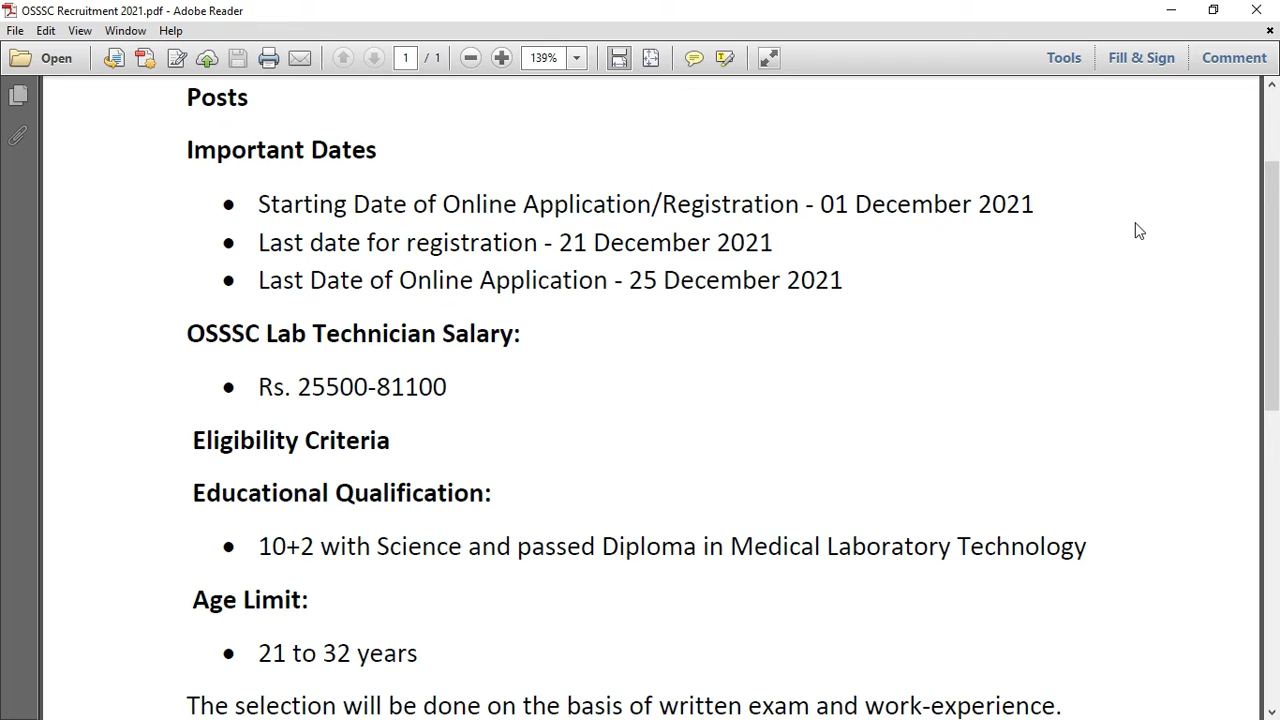 OSSSC Recruitment 2021.pdf - Adobe Reader
File Edit View Window Help
Open 1 / 1 139% Tools Fill & Sign Comment
Posts
Important Dates
• Starting Date of Online Application/Registration - 01 December 2021
• Last date for registration - 21 December 2021
• Last Date of Online Application - 25 December 2021
OSSSC Lab Technician Salary:
• Rs. 25500-81100
Eligibility Criteria
Educational Qualification:
• 10+2 with Science and passed Diploma in Medical Laboratory Technology
Age Limit:
• 21 to 32 years
The selection will be done on the basis of written exam and work-experience.